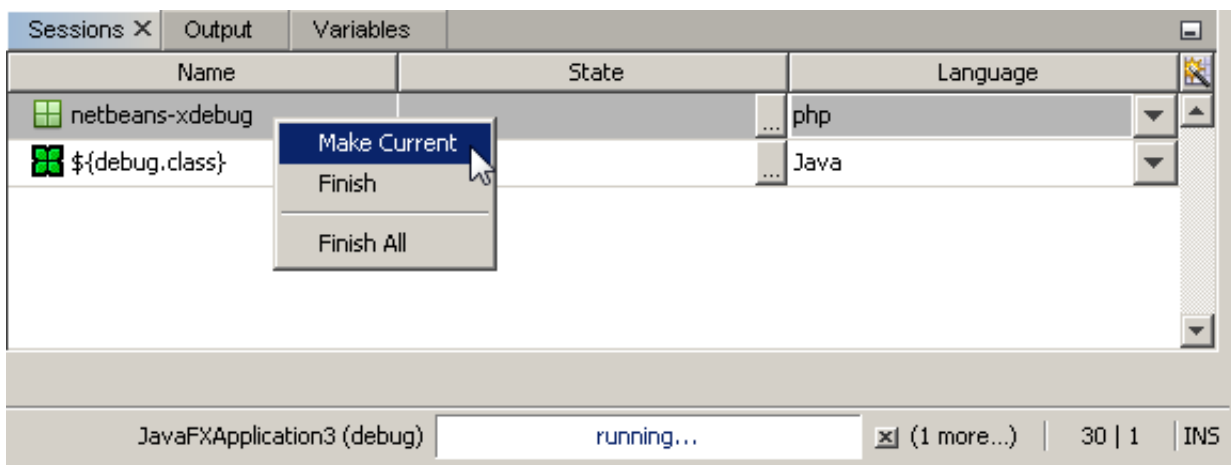 Sessions Output Variables
Name State Language
netbeans-xdebug ... php
Make Current
${debug.class} ... Java
Finish
Finish All
JavaFXApplication3 (debug) running... (1 more...) 30 | 1 INS